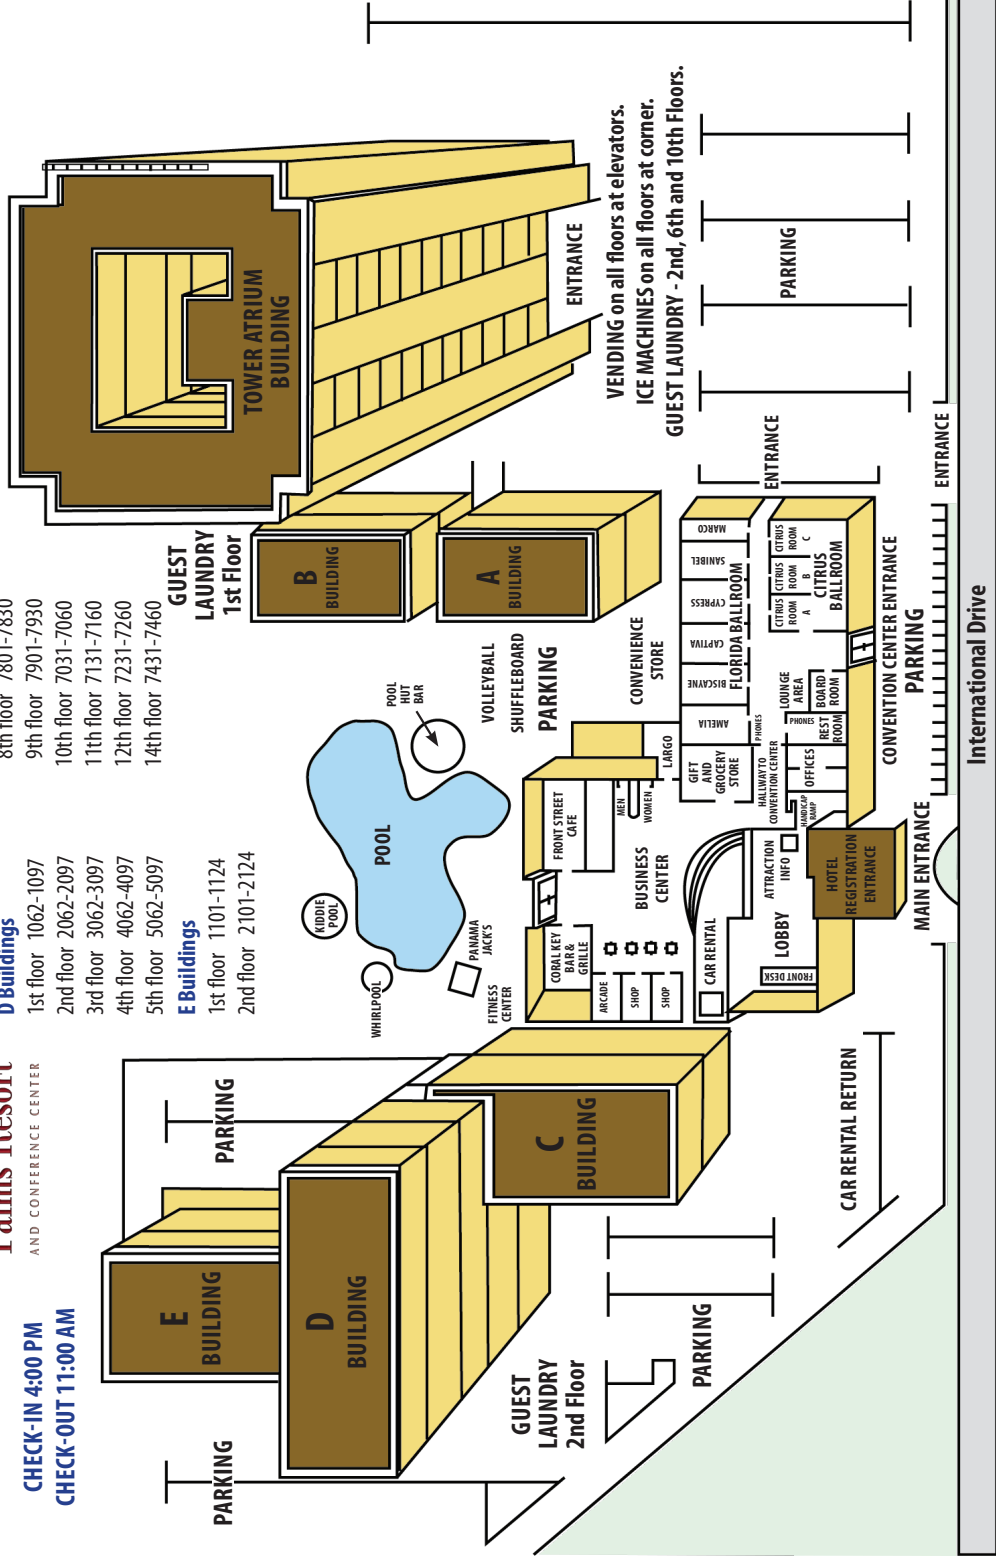 Palms Resort
AND CONFERENCE CENTER
CHECK-IN 4:00 PM
CHECK-OUT 11:00 AM
D Buildings
1st floor 1062-1097
2nd floor 2062-2097
3rd floor 3062-3097
4th floor 4062-4097
5th floor 5062-5097
E Buildings
1st floor 1101-1124
2nd floor 2101-2124
8th floor 7801-7830
9th floor 7901-7930
10th floor 7031-7060
11th floor 7131-7160
12th floor 7231-7260
14th floor 7431-7460
PARKING
E
BUILDING
D
BUILDING
PARKING
C
BUILDING
GUEST
LAUNDRY
2nd Floor
PARKING
CAR RENTAL RETURN
KIDDIE
POOL
WHIRLPOOL
POOL
POOL
HUT
BAR
PANAMA
JACK'S
FITNESS
CENTER
VOLLEYBALL
SHUFFLEBOARD
PARKING
GUEST
LAUNDRY
1st Floor
B
BUILDING
A
BUILDING
TOWER ATRIUM
BUILDING
ENTRANCE
VENDING on all floors at elevators.
ICE MACHINES on all floors at corner.
GUEST LAUNDRY - 2nd, 6th and 10th Floors.
PARKING
CORAL KEY
BAR &
GRILLE
FRONT STREET
CAFE
ARCADE
SHOP
SHOP
MEN
WOMEN
BUSINESS
CENTER
CONVENIENCE
STORE
LARGO
GIFT
AND
GROCERY
STORE
AMELIA
BISCAYNE
CAPTIVA
CYPRESS
SANIBEL
MARCO
FLORIDA BALLROOM
PHONES
HALLWAY TO
CONVENTION CENTER
LOUNGE
AREA
BOARD
ROOM
PHONES
REST
ROOM
OFFICES
HANDICAP
RAMP
CITRUS
ROOM
A
CITRUS
ROOM
B
CITRUS
ROOM
C
CITRUS
BALLROOM
ENTRANCE
CAR RENTAL
LOBBY
FRONT DESK
ATTRACTION
INFO
HOTEL
REGISTRATION
ENTRANCE
MAIN ENTRANCE
CONVENTION CENTER ENTRANCE
PARKING
ENTRANCE
International Drive